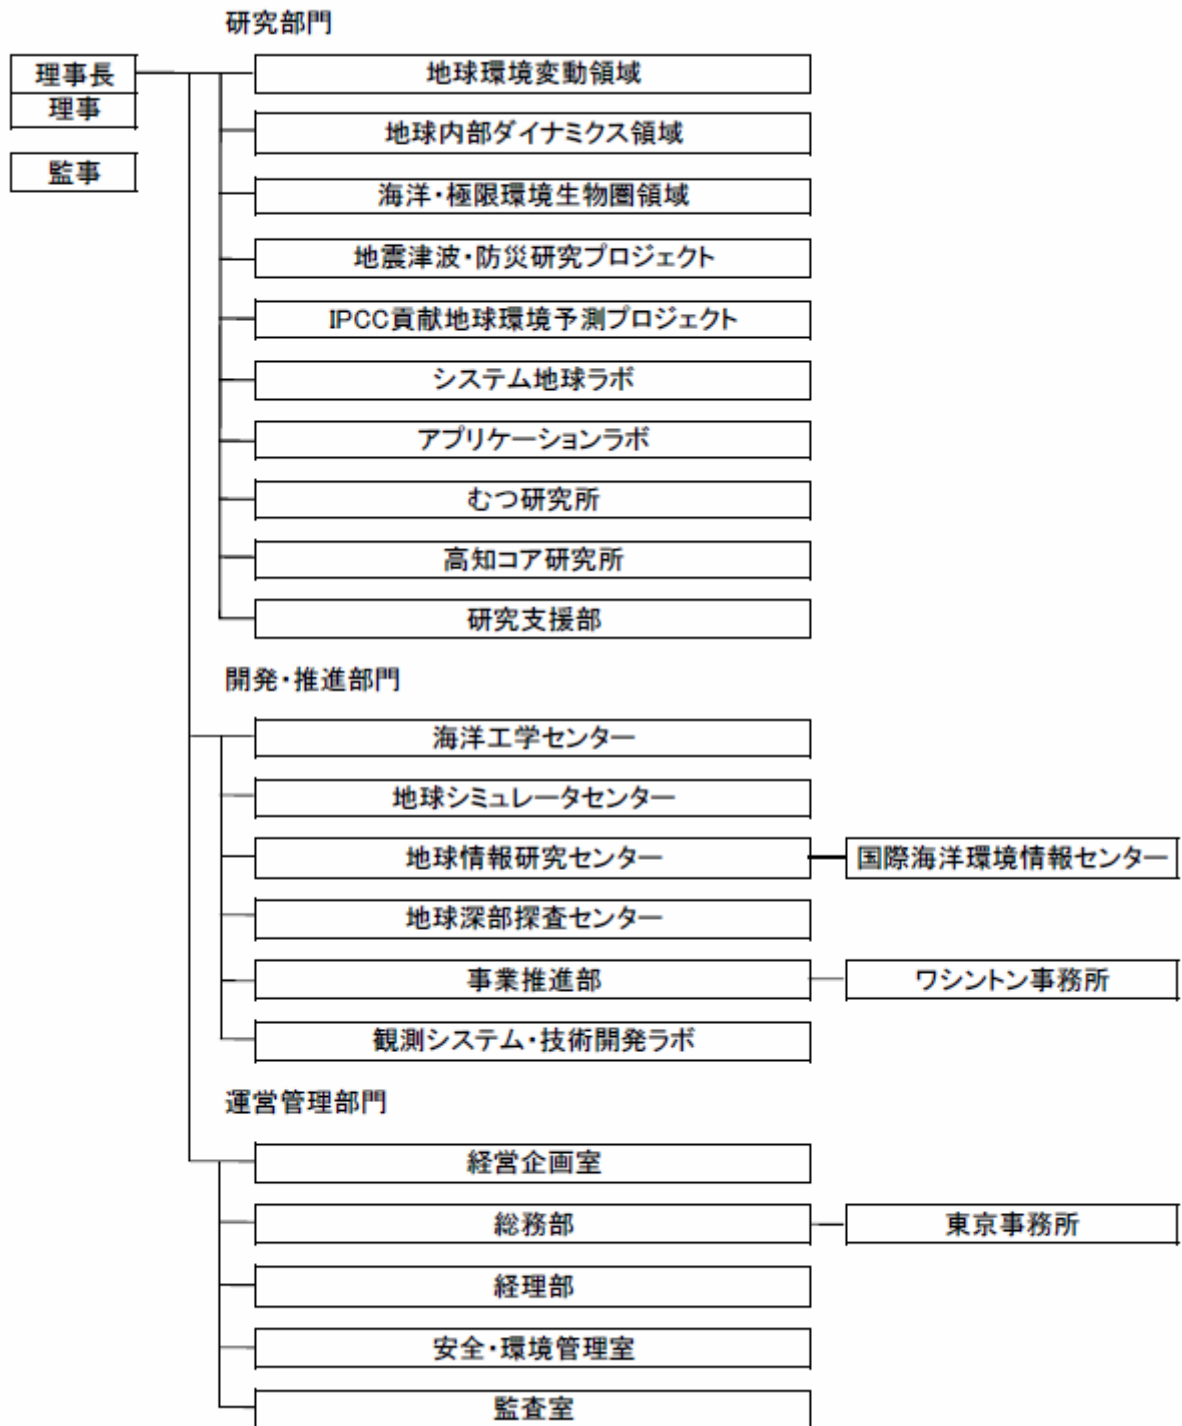 研究部門
理事長
理事
監事
地球環境変動領域
地球内部ダイナミクス領域
海洋・極限環境生物圏領域
地震津波・防災研究プロジェクト
IPCC貢献地球環境予測プロジェクト
システム地球ラボ
アプリケーションラボ
むつ研究所
高知コア研究所
研究支援部
開発・推進部門
海洋工学センター
地球シミュレータセンター
地球情報研究センター
国際海洋環境情報センター
地球深部探査センター
事業推進部
ワシントン事務所
観測システム・技術開発ラボ
運営管理部門
経営企画室
総務部
東京事務所
経理部
安全・環境管理室
監査室